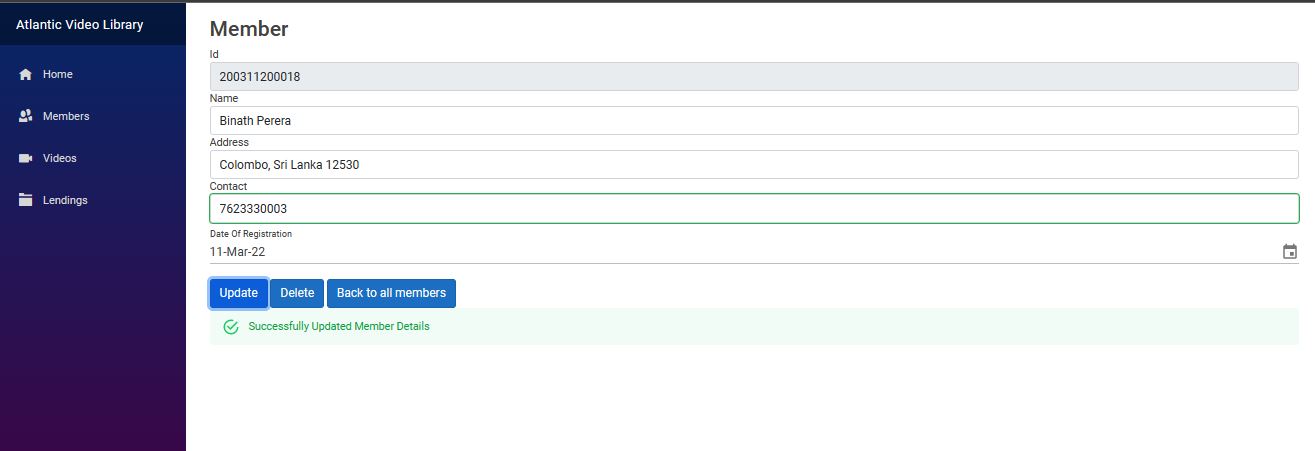 Atlantic Video Library
Home
Members
Videos
Lendings
Member
Id
200311200018
Name
Binath Perera
Address
Colombo, Sri Lanka 12530
Contact
7623330003
Date Of Registration
11-Mar-22
Update Delete Back to all members
Successfully Updated Member Details